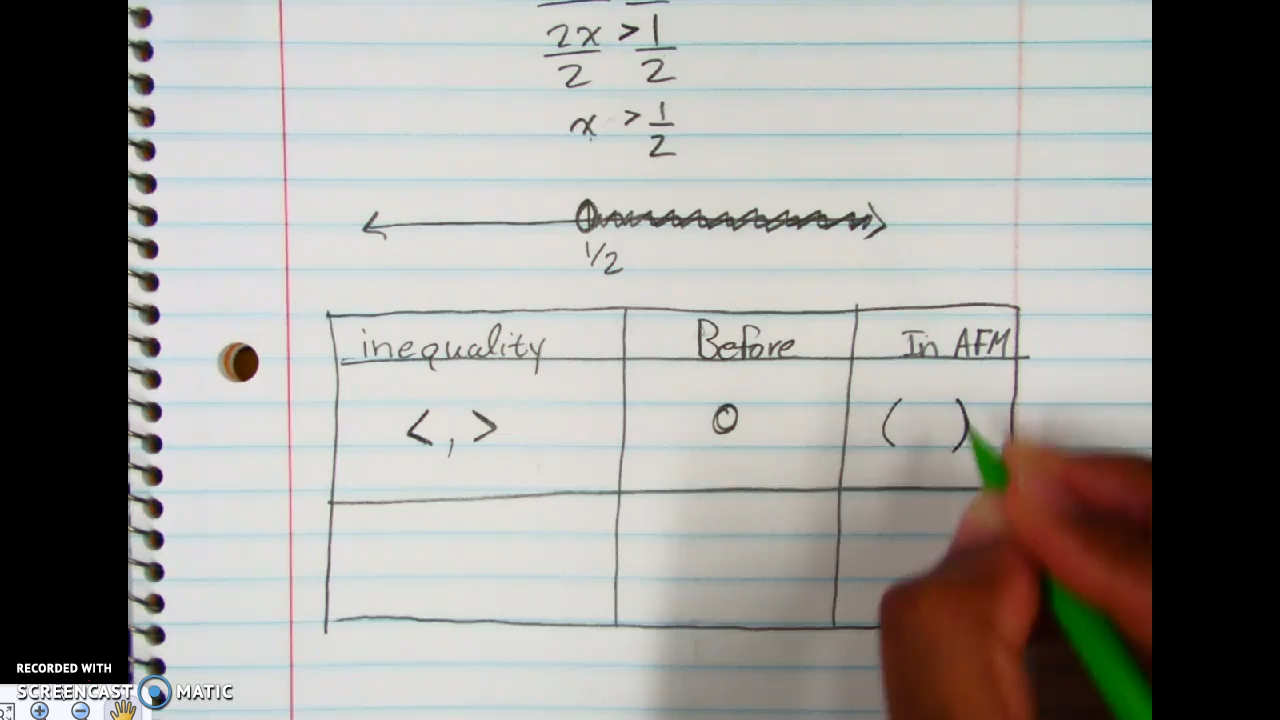 2x > 1
2 2
x > 1
2
1/2
inequality Before In AFM
<, > O ( )
RECORDED WITH
SCREENCAST MATIC